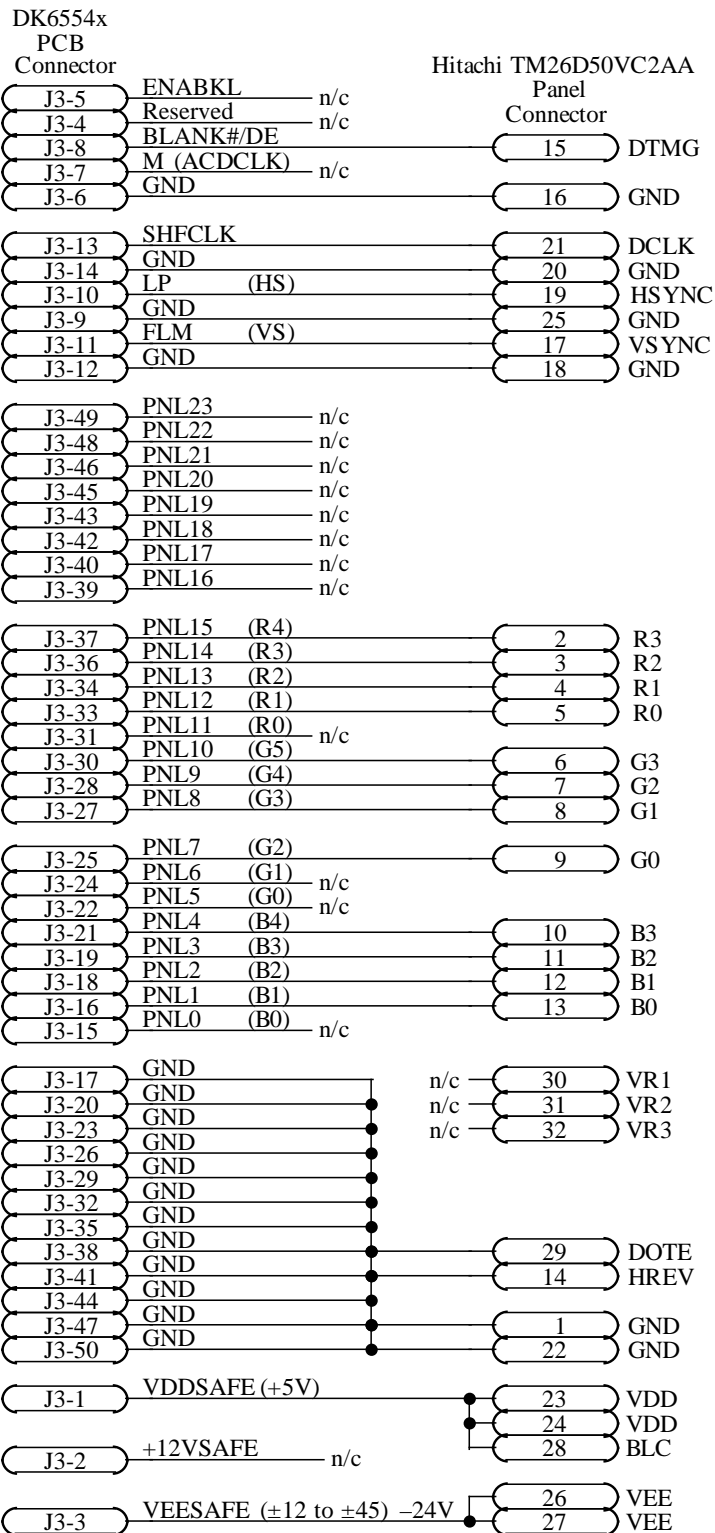 DK6554x
PCB
Connector
Hitachi TM26D50VC2AA
Panel
Connector
J3-5 ENABKL n/c
J3-4 Reserved n/c
J3-8 BLANK#/DE 15 DTMG
J3-7 M (ACDCLK) n/c
J3-6 GND 16 GND
J3-13 SHFCLK 21 DCLK
J3-14 GND 20 GND
J3-10 LP (HS) 19 HSYNC
J3-9 GND 25 GND
J3-11 FLM (VS) 17 VSYNC
J3-12 GND 18 GND
J3-49 PNL23 n/c
J3-48 PNL22 n/c
J3-46 PNL21 n/c
J3-45 PNL20 n/c
J3-43 PNL19 n/c
J3-42 PNL18 n/c
J3-40 PNL17 n/c
J3-39 PNL16 n/c
J3-37 PNL15 (R4) 2 R3
J3-36 PNL14 (R3) 3 R2
J3-34 PNL13 (R2) 4 R1
J3-33 PNL12 (R1) 5 R0
J3-31 PNL11 (R0) n/c
J3-30 PNL10 (G5) 6 G3
J3-28 PNL9 (G4) 7 G2
J3-27 PNL8 (G3) 8 G1
J3-25 PNL7 (G2) 9 G0
J3-24 PNL6 (G1) n/c
J3-22 PNL5 (G0) n/c
J3-21 PNL4 (B4) 10 B3
J3-19 PNL3 (B3) 11 B2
J3-18 PNL2 (B2) 12 B1
J3-16 PNL1 (B1) 13 B0
J3-15 PNL0 (B0) n/c
J3-17 GND n/c 30 VR1
J3-20 GND n/c 31 VR2
J3-23 GND n/c 32 VR3
J3-26 GND
J3-29 GND
J3-32 GND
J3-35 GND
J3-38 GND 29 DOTE
J3-41 GND 14 HREV
J3-44 GND
J3-47 GND 1 GND
J3-50 GND 22 GND
J3-1 VDDSAFE (+5V) 23 VDD
24 VDD
28 BLC
J3-2 +12VSAFE n/c
26 VEE
J3-3 VEESAFE (±12 to ±45) –24V 27 VEE